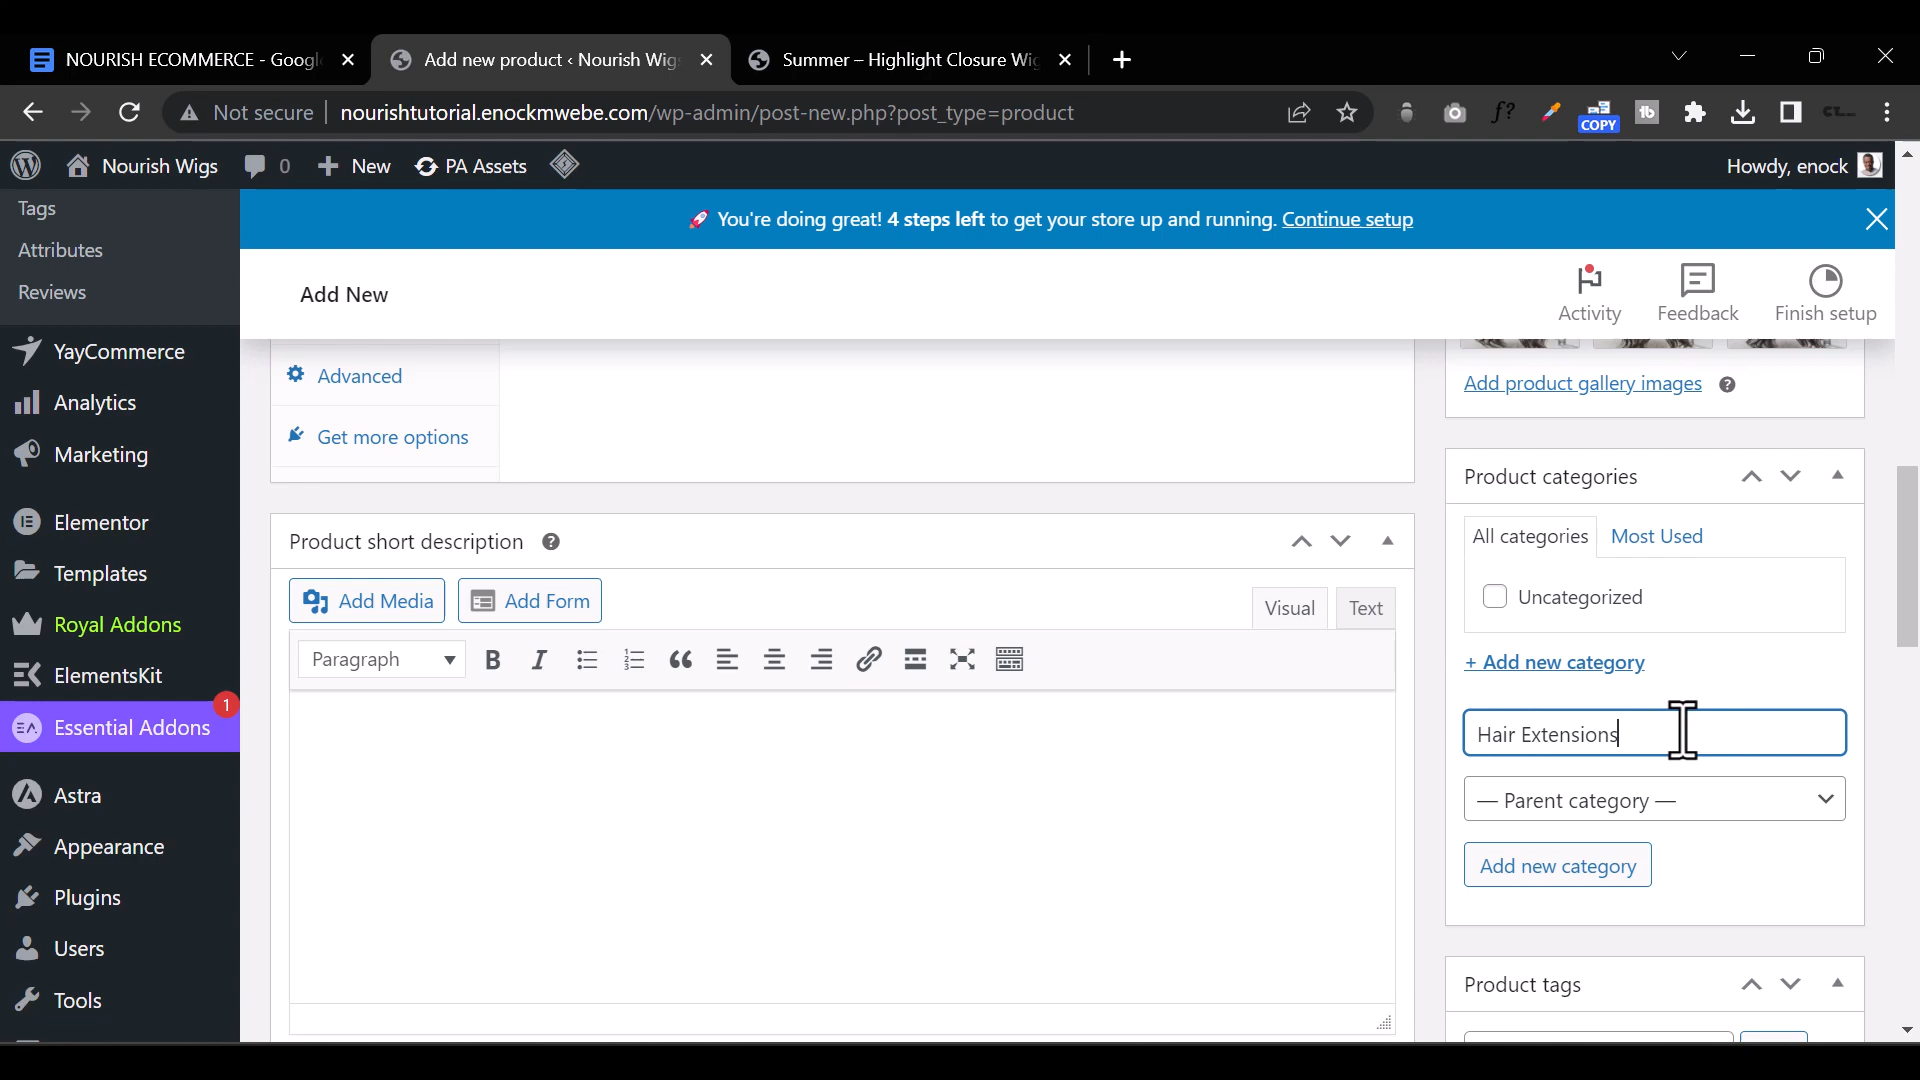 NOURISH ECOMMERCE - Googl
Add new product ‹ Nourish Wigs
Summer – Highlight Closure Wig
Not secure
nourishtutorial.enockmwebe.com/wp-admin/post-new.php?post_type=product
f?
COPY
tb
Nourish Wigs
0
New
PA Assets
Howdy, enock
Tags
Attributes
Reviews
YayCommerce
Analytics
Marketing
Elementor
Templates
Royal Addons
ElementsKit
Essential Addons
1
Astra
Appearance
Plugins
Users
Tools
🚀 You're doing great! 4 steps left to get your store up and running. Continue setup
Add New
Activity
Feedback
Finish setup
Advanced
Get more options
Product short description
Add Media
Add Form
Visual
Text
Paragraph
Add product gallery images
Product categories
All categories
Most Used
Uncategorized
+ Add new category
Hair Extensions
— Parent category —
Add new category
Product tags